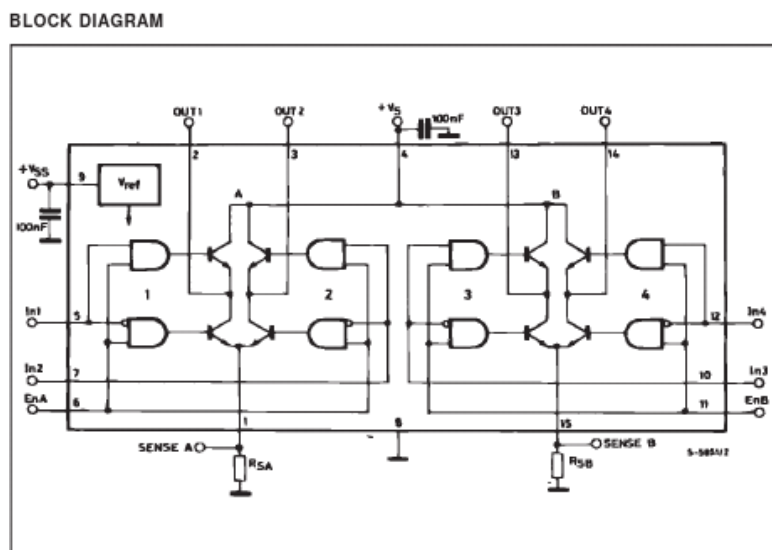 BLOCK DIAGRAM
OUT1
OUT2
+VS
100nF
OUT3
OUT4
2
3
4
13
14
+VSS
9
Vref
A
B
100nF
1
2
3
4
In1
5
12
In4
In2
7
10
In3
EnA
6
11
EnB
1
8
15
SENSE A
SENSE B
RSA
RSB